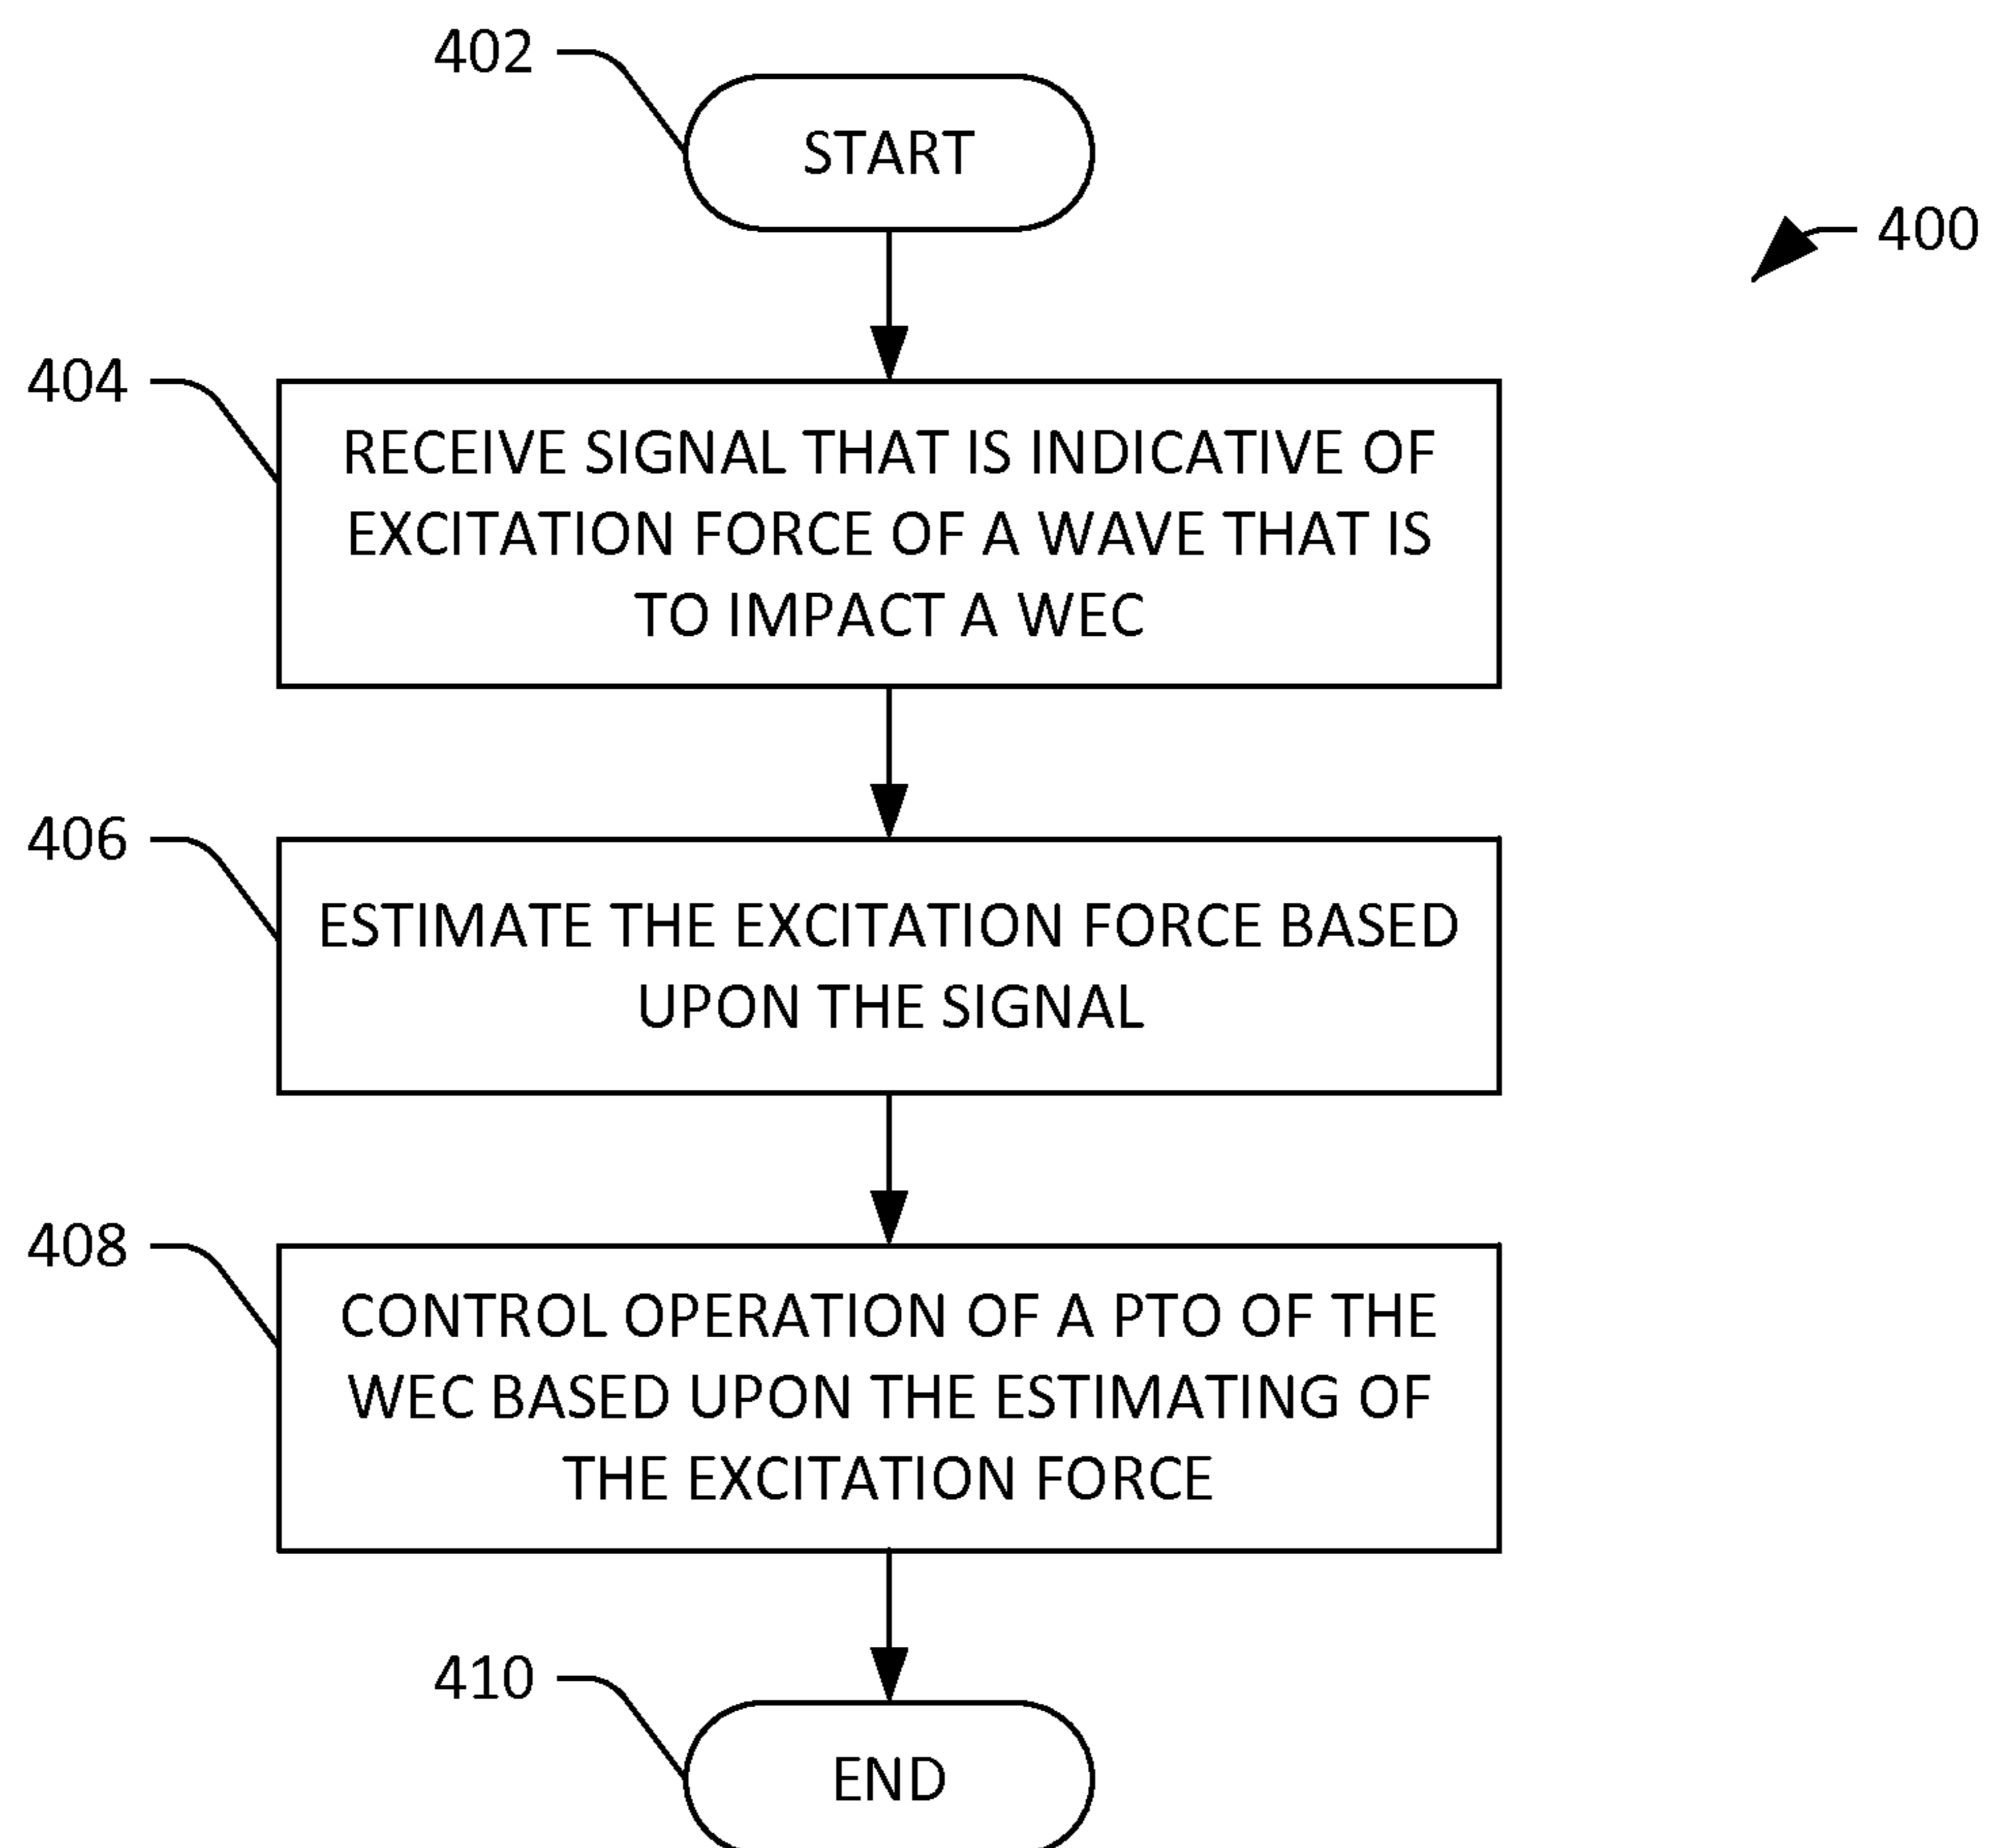 402
START
400
404
RECEIVE SIGNAL THAT IS INDICATIVE OF
EXCITATION FORCE OF A WAVE THAT IS
TO IMPACT A WEC
406
ESTIMATE THE EXCITATION FORCE BASED
UPON THE SIGNAL
408
CONTROL OPERATION OF A PTO OF THE
WEC BASED UPON THE ESTIMATING OF
THE EXCITATION FORCE
410
END